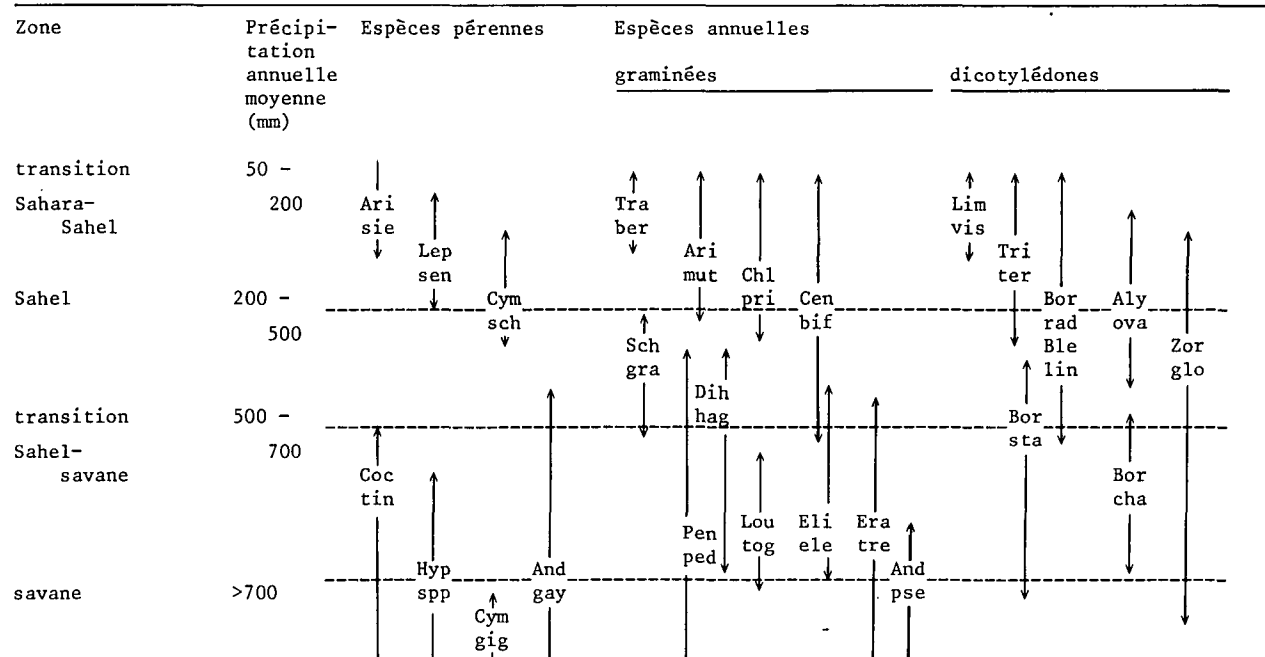 Zone Précipi- Espèces pérennes Espèces annuelles
tation
annuelle graminées dicotylédones
moyenne
(mm)
transition 50 -
Sahara- 200 Ari Tra Lim
Sahel sie ber vis
Lep Ari Tri
sen mut Chl ter
Sahel 200 - Cym pri Cen Bor Aly
sch bif rad ova
500 Sch Ble Zor
gra lin glo
Dih
transition 500 - hag Bor
sta
Sahel- 700
savane Coc Bor
tin cha
Pen Lou Eli Era
ped tog ele tre
Hyp And And
savane >700 spp gay pse
Cym
gig